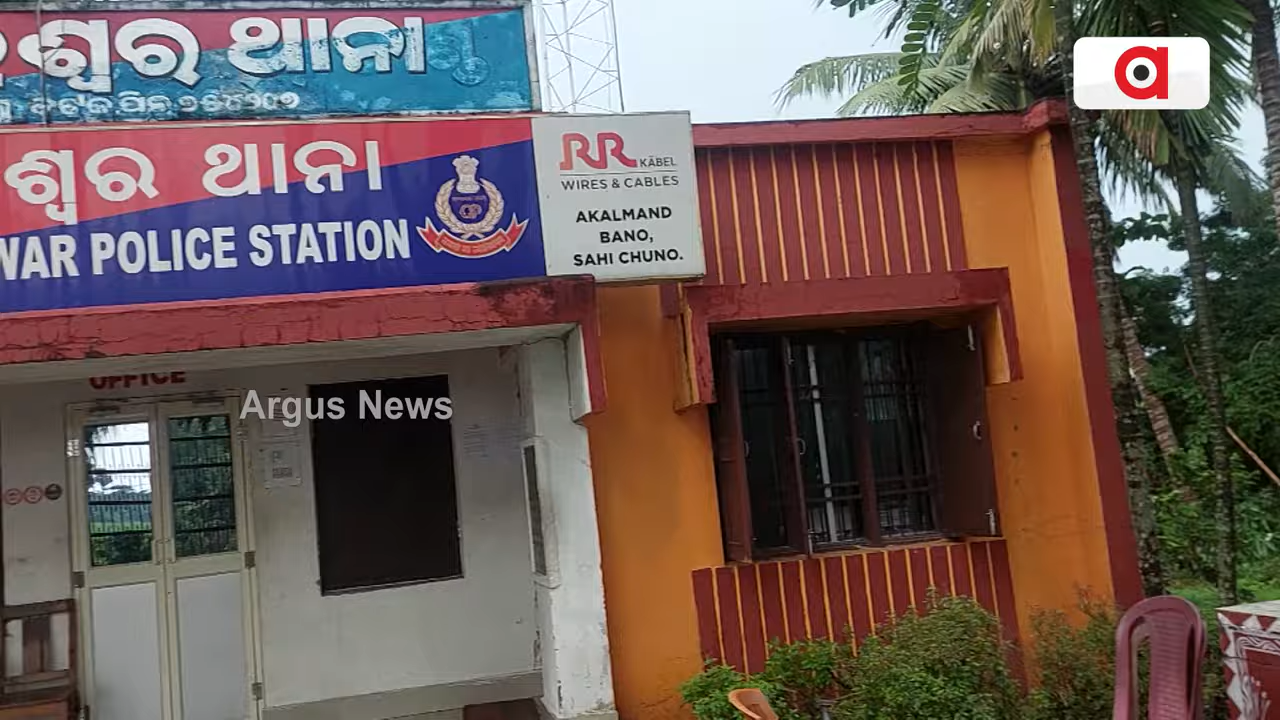 ଶ୍ୱର ଥାନା
ଶ୍ୱର ଥାନା
WAR POLICE STATION
RR KABEL
WIRES & CABLES
AKALMAND
BANO,
SAHI CHUNO.
OFFICE
Argus News